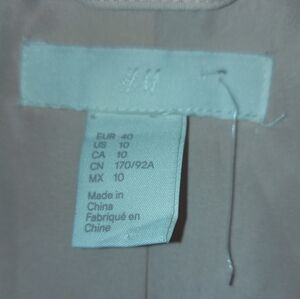 H&M
EUR 40
US 10
CA 10
CN 170/92A
MX 10
Made in
China
Fabriqué en
Chine